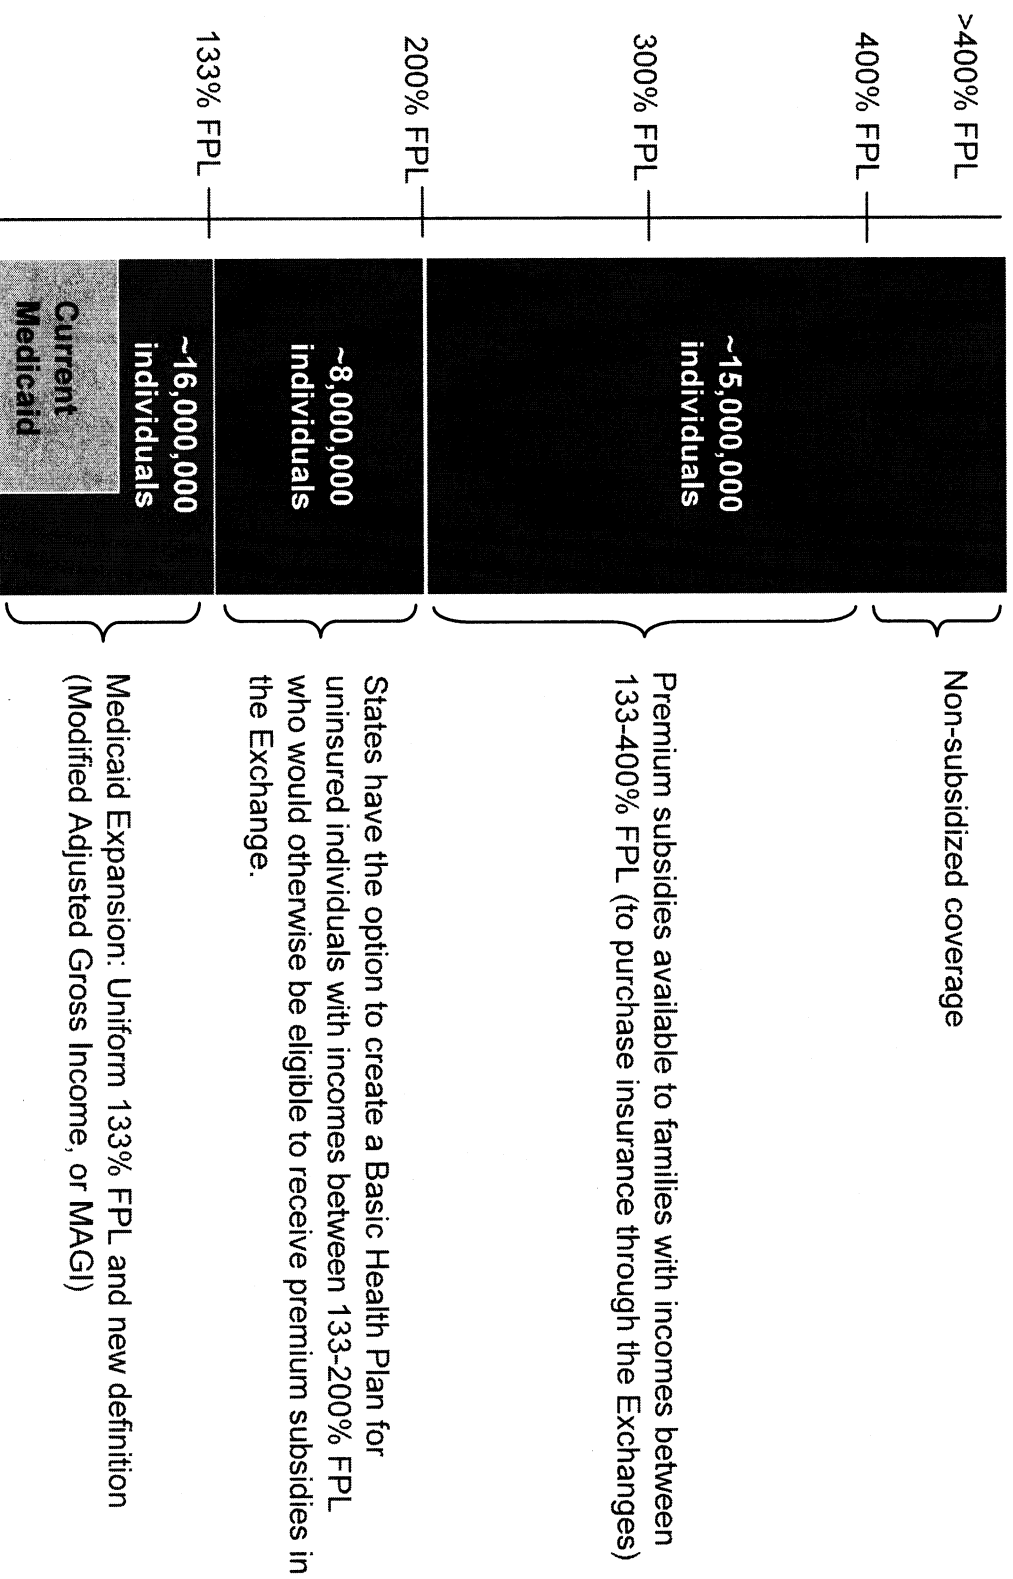 >400% FPL
400% FPL
300% FPL
200% FPL
133% FPL
~15,000,000
individuals
~8,000,000
individuals
~16,000,000
individuals
Current
Medicaid
Non-subsidized coverage
Premium subsidies available to families with incomes between
133-400% FPL (to purchase insurance through the Exchanges)
States have the option to create a Basic Health Plan for
uninsured individuals with incomes between 133-200% FPL
who would otherwise be eligible to receive premium subsidies in
the Exchange.
Medicaid Expansion: Uniform 133% FPL and new definition
(Modified Adjusted Gross Income, or MAGI)